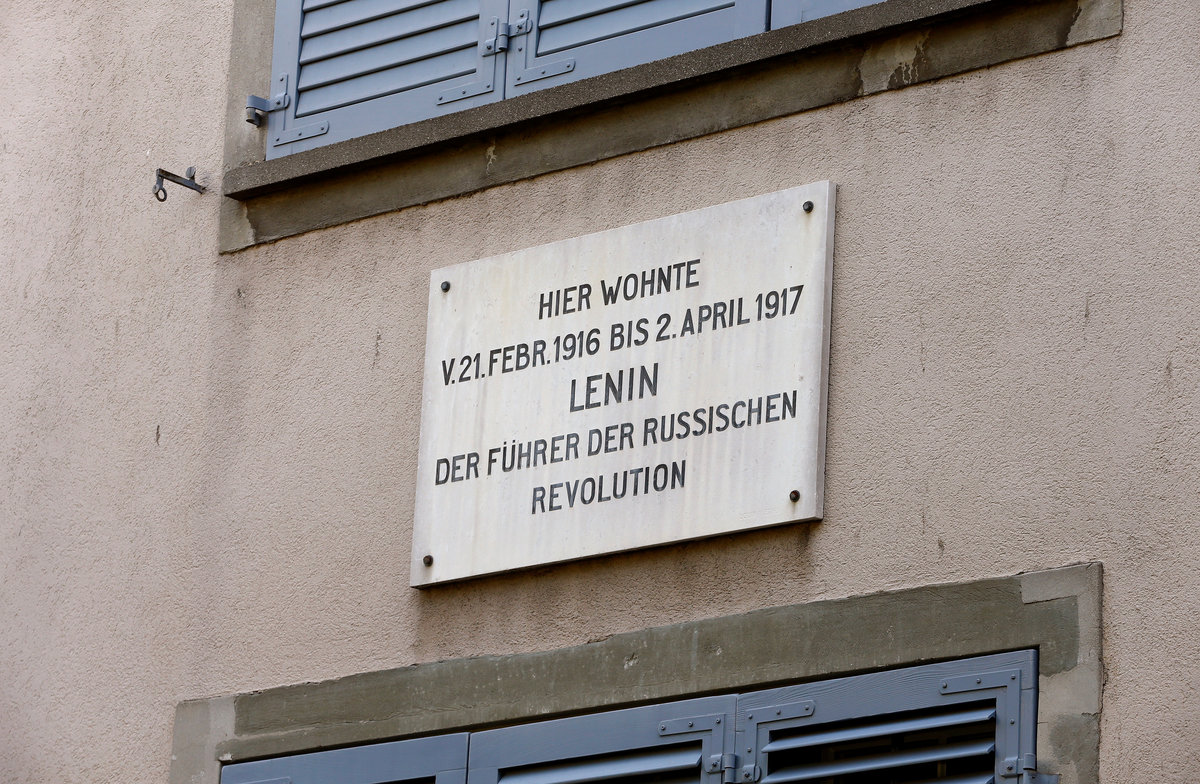 HIER WOHNTE
V. 21. FEBR. 1916 BIS 2. APRIL 1917
LENIN
DER FÜHRER DER RUSSISCHEN
REVOLUTION